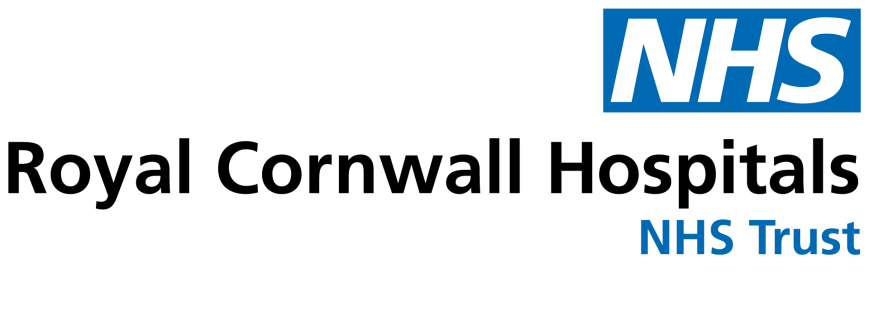 NHS
Royal Cornwall Hospitals
NHS Trust